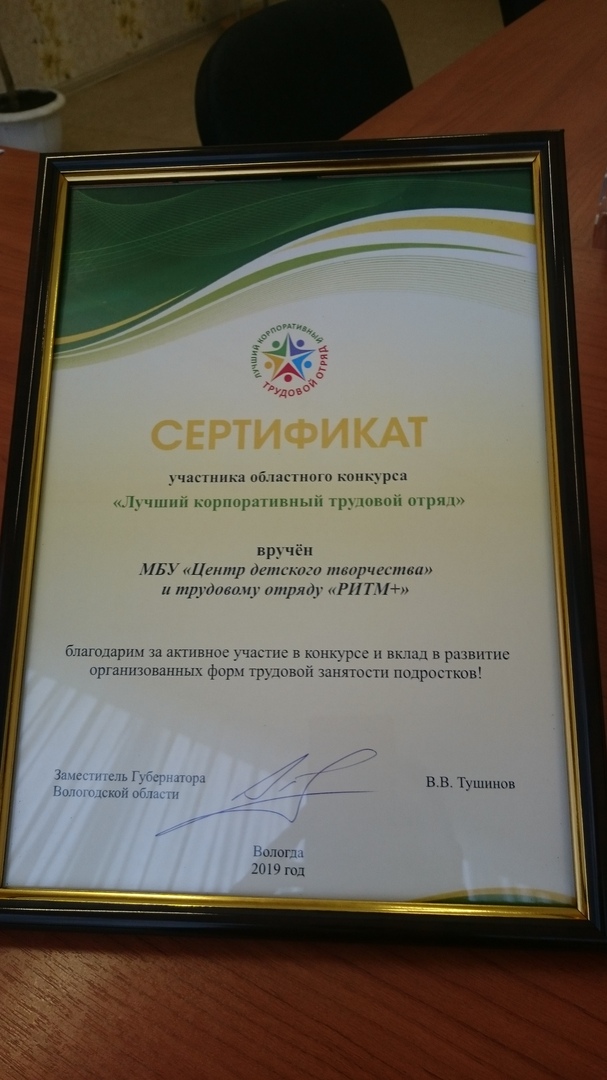 ЛУЧШИЙ КОРПОРАТИВНЫЙ
ТРУДОВОЙ ОТРЯД
СЕРТИФИКАТ
участника областного конкурса
«Лучший корпоративный трудовой отряд»
вручён
МБУ «Центр детского творчества»
и трудовому отряду «РИТМ+»
благодарим за активное участие в конкурсе и вклад в развитие
организованных форм трудовой занятости подростков!
Заместитель Губернатора
Вологодской области
В.В. Тушинов
Вологда
2019 год